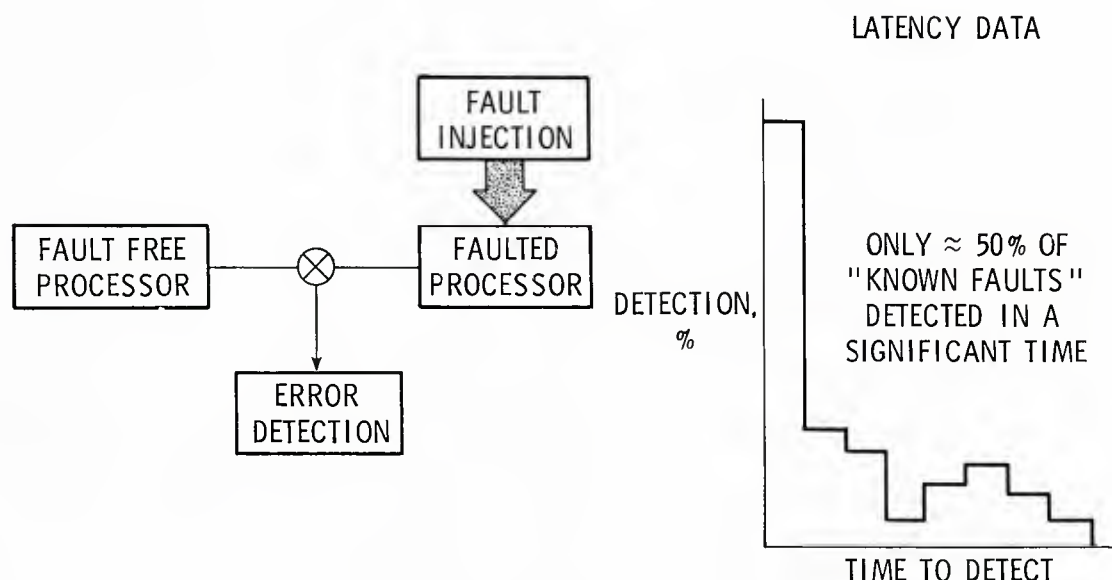 LATENCY DATA
FAULT
INJECTION
FAULT FREE
PROCESSOR
FAULTED
PROCESSOR
ERROR
DETECTION
DETECTION,
%
ONLY ≈ 50% OF
"KNOWN FAULTS"
DETECTED IN A
SIGNIFICANT TIME
TIME TO DETECT